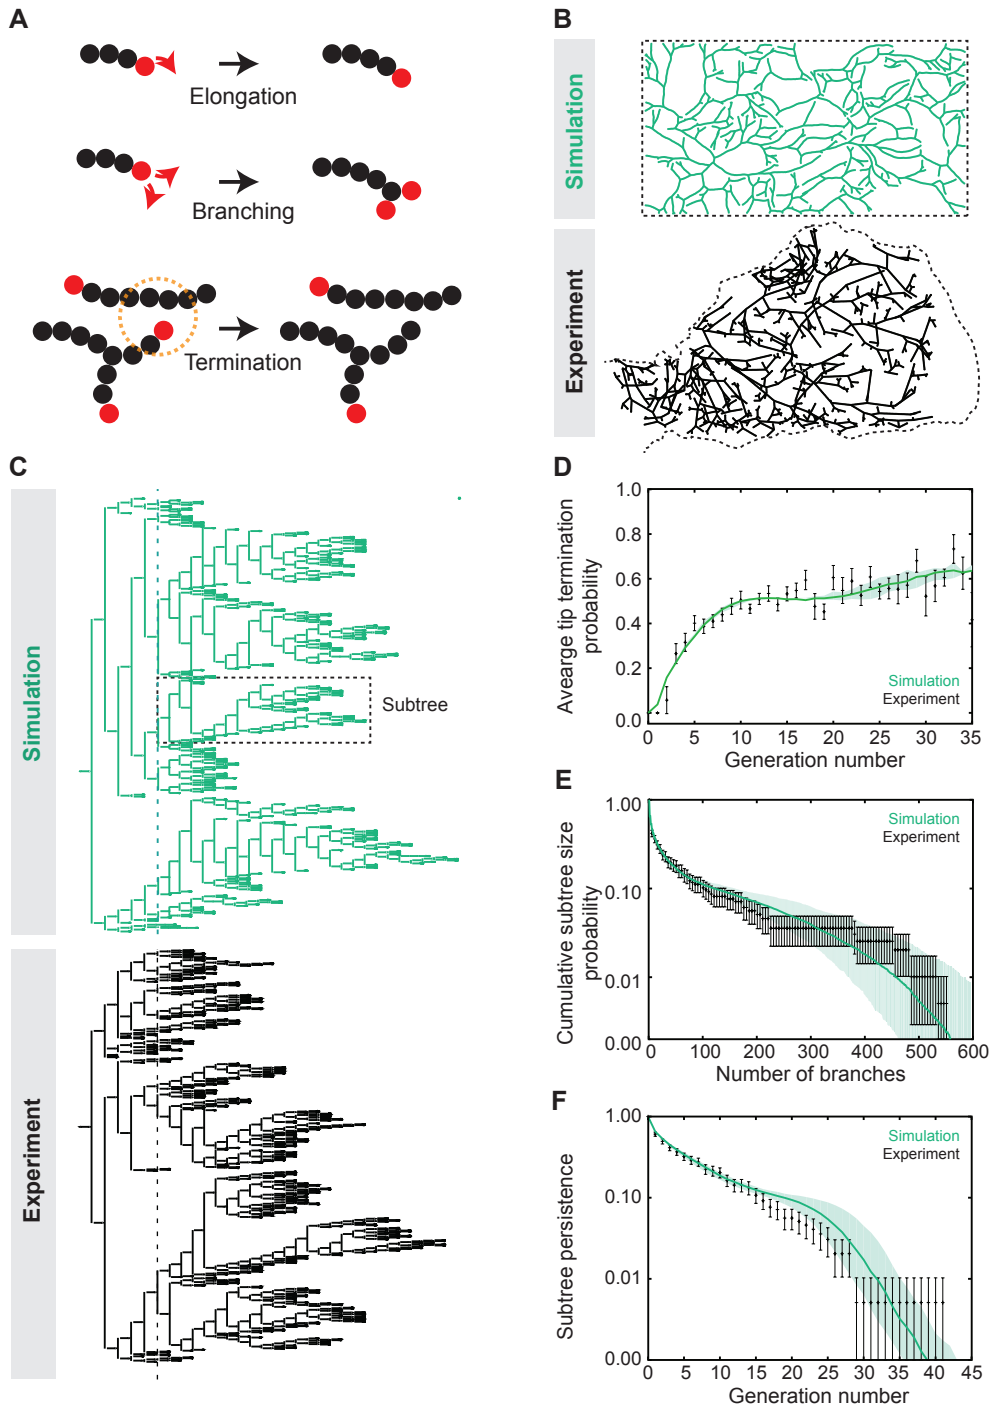 A
Elongation
Branching
Termination
B
Simulation
Experiment
C
Simulation
Subtree
Experiment
D
Avearge tip termination
probability
1.0
0.8
0.6
0.4
0.2
0.0
0 5 10 15 20 25 30 35
Simulation
Experiment
Generation number
E
Cumulative subtree size
probability
1.00
0.10
0.01
0.00
0 100 200 300 400 500 600
Simulation
Experiment
Number of branches
F
Subtree persistence
1.00
0.10
0.01
0.00
0 5 10 15 20 25 30 35 40 45
Simulation
Experiment
Generation number